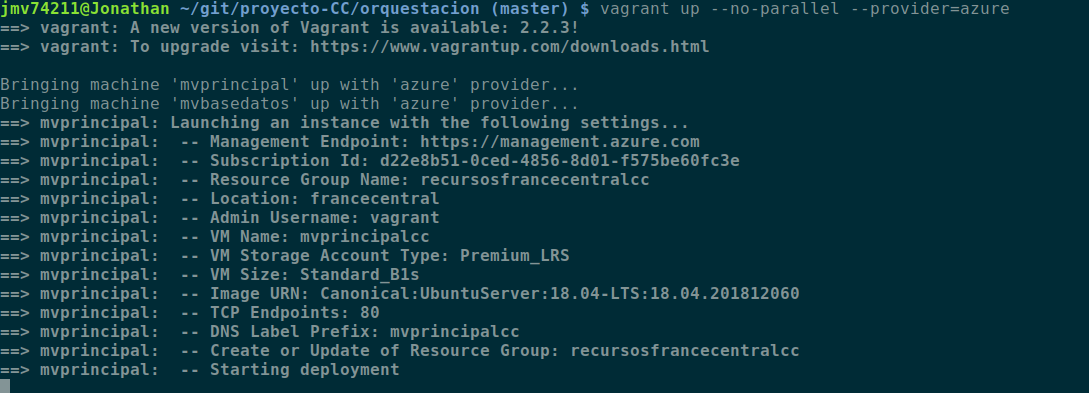 jmv74211@Jonathan ~/git/proyecto-CC/orquestacion (master) $ vagrant up --no-parallel --provider=azure
==> vagrant: A new version of Vagrant is available: 2.2.3!
==> vagrant: To upgrade visit: https://www.vagrantup.com/downloads.html
Bringing machine 'mvprincipal' up with 'azure' provider...
Bringing machine 'mvbasedatos' up with 'azure' provider...
==> mvprincipal: Launching an instance with the following settings...
==> mvprincipal:  -- Management Endpoint: https://management.azure.com
==> mvprincipal:  -- Subscription Id: d22e8b51-0ced-4856-8d01-f575be60fc3e
==> mvprincipal:  -- Resource Group Name: recursosfrancecentralcc
==> mvprincipal:  -- Location: francecentral
==> mvprincipal:  -- Admin Username: vagrant
==> mvprincipal:  -- VM Name: mvprincipalcc
==> mvprincipal:  -- VM Storage Account Type: Premium_LRS
==> mvprincipal:  -- VM Size: Standard_B1s
==> mvprincipal:  -- Image URN: Canonical:UbuntuServer:18.04-LTS:18.04.201812060
==> mvprincipal:  -- TCP Endpoints: 80
==> mvprincipal:  -- DNS Label Prefix: mvprincipalcc
==> mvprincipal:  -- Create or Update of Resource Group: recursosfrancecentralcc
==> mvprincipal:  -- Starting deployment